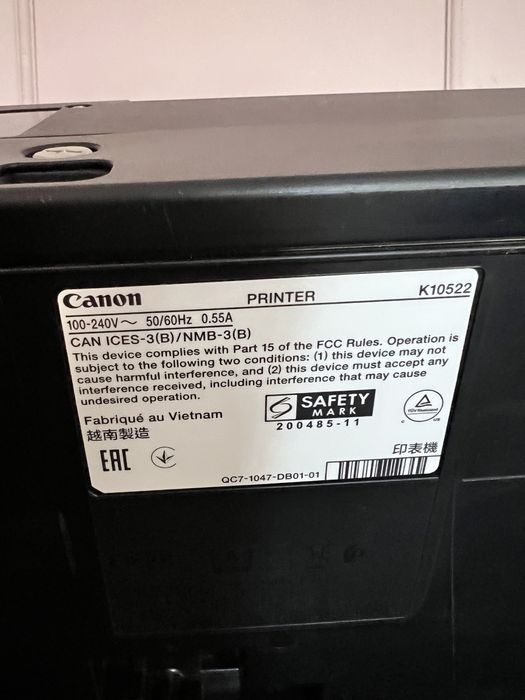 Canon PRINTER K10522
100-240V～ 50/60Hz 0.55A
CAN ICES-3(B)/NMB-3(B)
This device complies with Part 15 of the FCC Rules. Operation is
subject to the following two conditions: (1) this device may not
cause harmful interference, and (2) this device must accept any
interference received, including interference that may cause
undesired operation.
Fabriqué au Vietnam
越南製造
S SAFETY
MARK
200485-11
EAC
印表機
QC7-1047-DB01-01